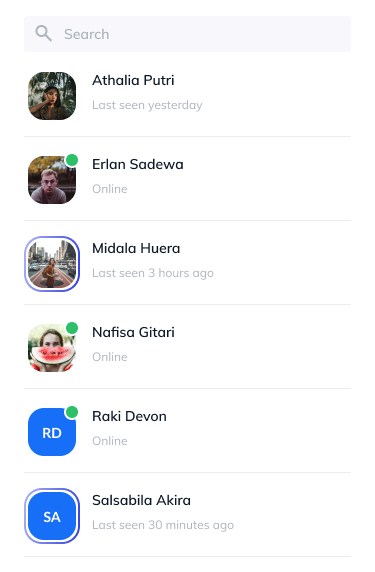 Search
Athalia Putri
Last seen yesterday
Erlan Sadewa
Online
Midala Huera
Last seen 3 hours ago
Nafisa Gitari
Online
RD
Raki Devon
Online
SA
Salsabila Akira
Last seen 30 minutes ago